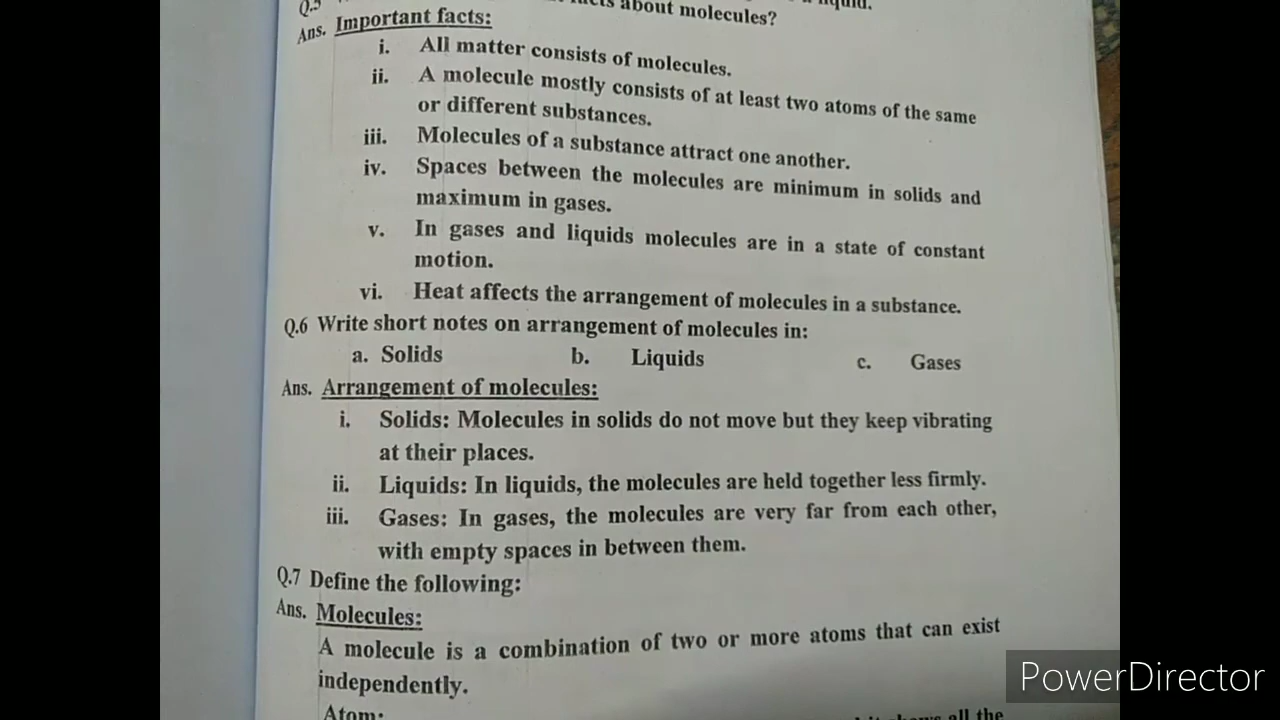 Q.5 about molecules?
Ans. Important facts:
i. All matter consists of molecules.
ii. A molecule mostly consists of at least two atoms of the same
or different substances.
iii. Molecules of a substance attract one another.
iv. Spaces between the molecules are minimum in solids and
maximum in gases.
v. In gases and liquids molecules are in a state of constant
motion.
vi. Heat affects the arrangement of molecules in a substance.
Q.6 Write short notes on arrangement of molecules in:
a. Solids b. Liquids c. Gases
Ans. Arrangement of molecules:
i. Solids: Molecules in solids do not move but they keep vibrating
at their places.
ii. Liquids: In liquids, the molecules are held together less firmly.
iii. Gases: In gases, the molecules are very far from each other,
with empty spaces in between them.
Q.7 Define the following:
Ans. Molecules:
A molecule is a combination of two or more atoms that can exist
independently.
Atom:
all the
PowerDirector